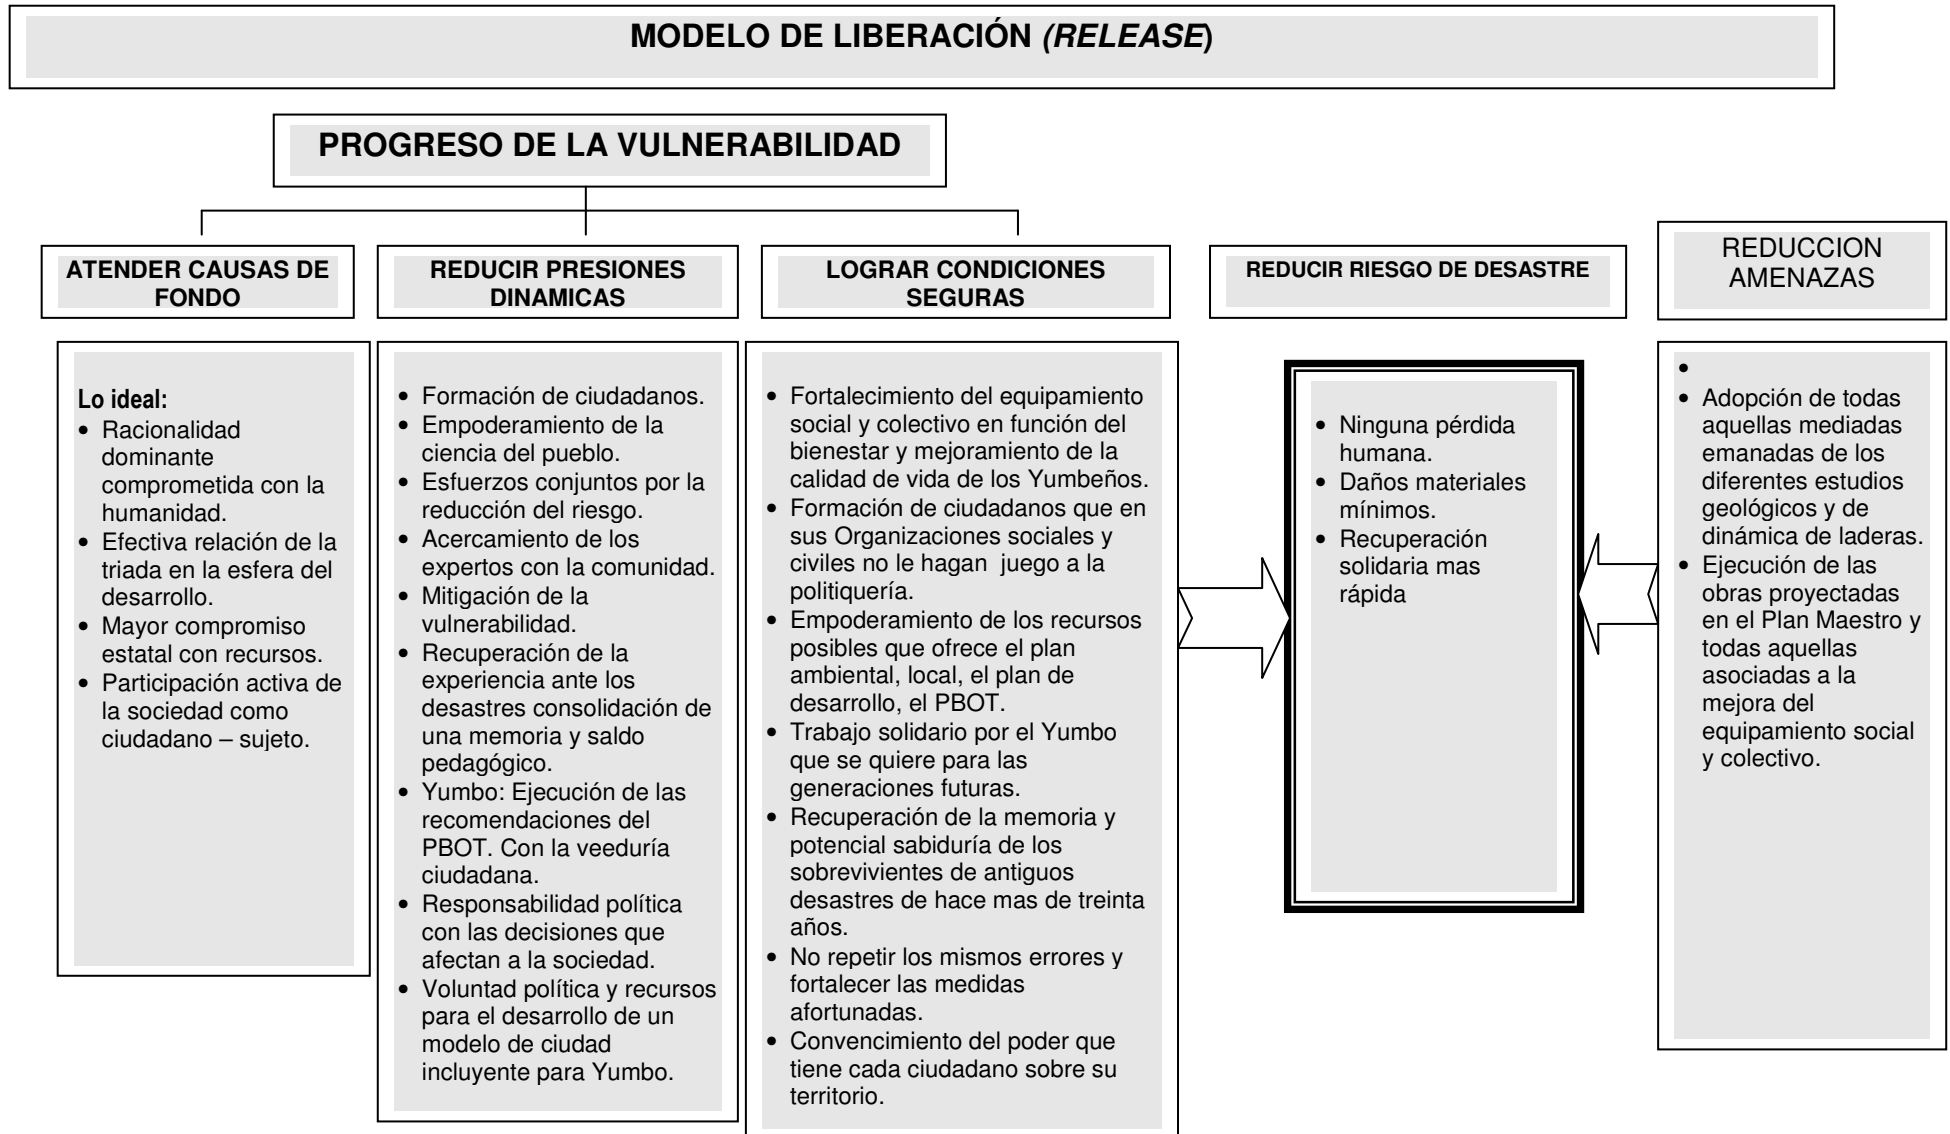 MODELO DE LIBERACIÓN (RELEASE)
PROGRESO DE LA VULNERABILIDAD
ATENDER CAUSAS DE
FONDO
Lo ideal:
• Racionalidad
dominante
comprometida con la
humanidad.
• Efectiva relación de la
triada en la esfera del
desarrollo.
• Mayor compromiso
estatal con recursos.
• Participación activa de
la sociedad como
ciudadano – sujeto.
REDUCIR PRESIONES
DINAMICAS
• Formación de ciudadanos.
• Empoderamiento de la
ciencia del pueblo.
• Esfuerzos conjuntos por la
reducción del riesgo.
• Acercamiento de los
expertos con la comunidad.
• Mitigación de la
vulnerabilidad.
• Recuperación de la
experiencia ante los
desastres consolidación de
una memoria y saldo
pedagógico.
• Yumbo: Ejecución de las
recomendaciones del
PBOT. Con la veeduría
ciudadana.
• Responsabilidad política
con las decisiones que
afectan a la sociedad.
• Voluntad política y recursos
para el desarrollo de un
modelo de ciudad
incluyente para Yumbo.
LOGRAR CONDICIONES
SEGURAS
• Fortalecimiento del equipamiento
social y colectivo en función del
bienestar y mejoramiento de la
calidad de vida de los Yumbeños.
• Formación de ciudadanos que en
sus Organizaciones sociales y
civiles no le hagan juego a la
politiquería.
• Empoderamiento de los recursos
posibles que ofrece el plan
ambiental, local, el plan de
desarrollo, el PBOT.
• Trabajo solidario por el Yumbo
que se quiere para las
generaciones futuras.
• Recuperación de la memoria y
potencial sabiduría de los
sobrevivientes de antiguos
desastres de hace mas de treinta
años.
• No repetir los mismos errores y
fortalecer las medidas
afortunadas.
• Convencimiento del poder que
tiene cada ciudadano sobre su
territorio.
REDUCIR RIESGO DE DESASTRE
• Ninguna pérdida
humana.
• Daños materiales
mínimos.
• Recuperación
solidaria mas
rápida
REDUCCION
AMENAZAS
•
• Adopción de todas
aquellas mediadas
emanadas de los
diferentes estudios
geológicos y de
dinámica de laderas.
• Ejecución de las
obras proyectadas
en el Plan Maestro y
todas aquellas
asociadas a la
mejora del
equipamiento social
y colectivo.